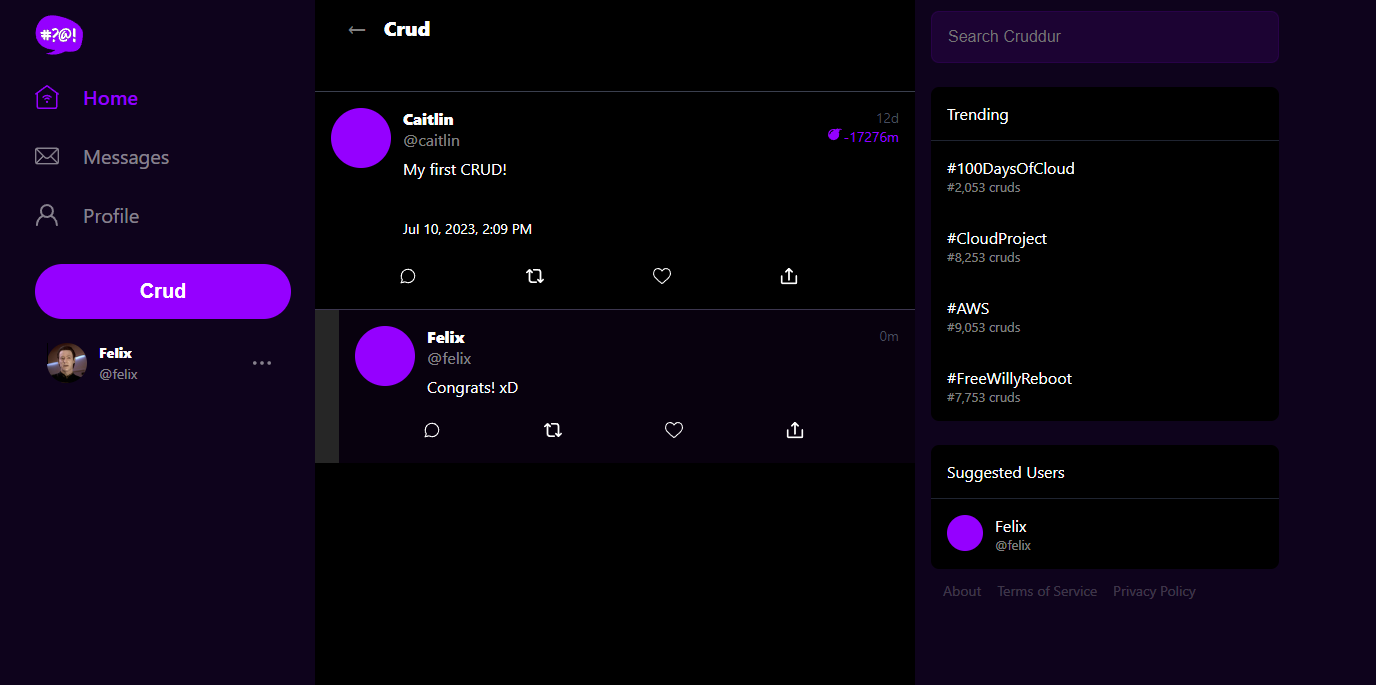 #?@!
Home
Messages
Profile
Crud
Felix
@felix
← Crud
Caitlin
@caitlin
12d
-17276m
My first CRUD!
Jul 10, 2023, 2:09 PM
Felix
@felix
0m
Congrats! xD
Search Cruddur
Trending
#100DaysOfCloud
#2,053 cruds
#CloudProject
#8,253 cruds
#AWS
#9,053 cruds
#FreeWillyReboot
#7,753 cruds
Suggested Users
Felix
@felix
About Terms of Service Privacy Policy